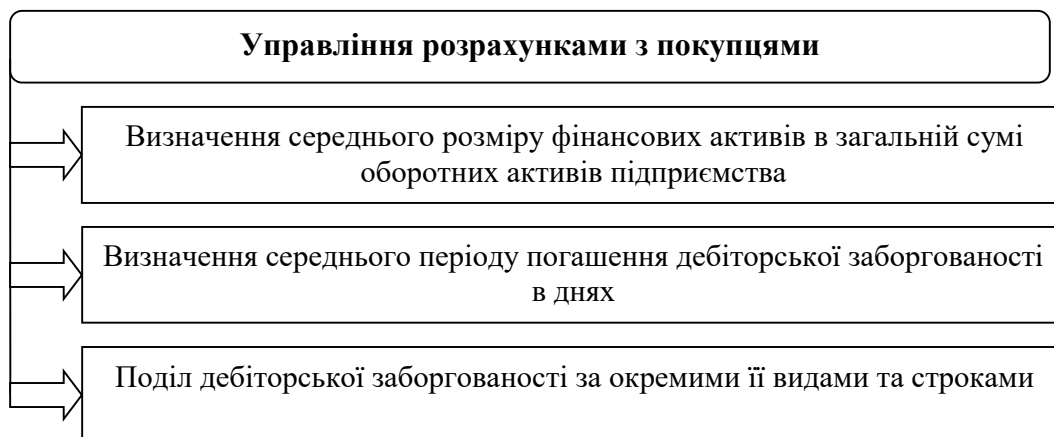 Управління розрахунками з покупцями
Визначення середнього розміру фінансових активів в загальній сумі
оборотних активів підприємства
Визначення середнього періоду погашення дебіторської заборгованості
в днях
Поділ дебіторської заборгованості за окремими її видами та строками